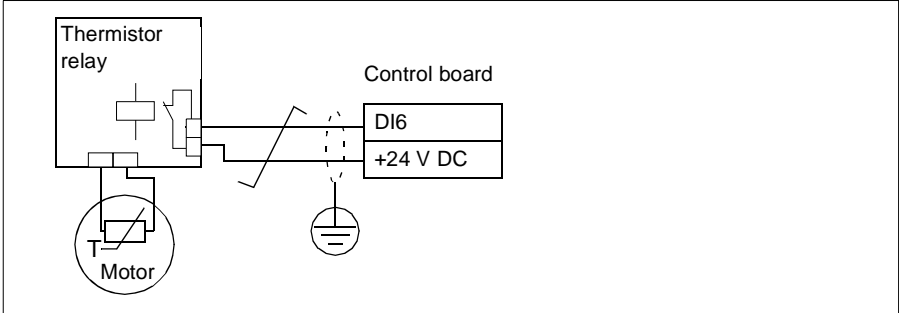 Thermistor
relay
Control board
DI6
+24 V DC
T
Motor